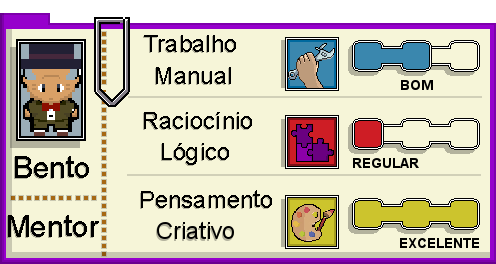 Bento
Mentor
Trabalho
Manual
BOM
Raciocínio
Lógico
REGULAR
Pensamento
Criativo
EXCELENTE